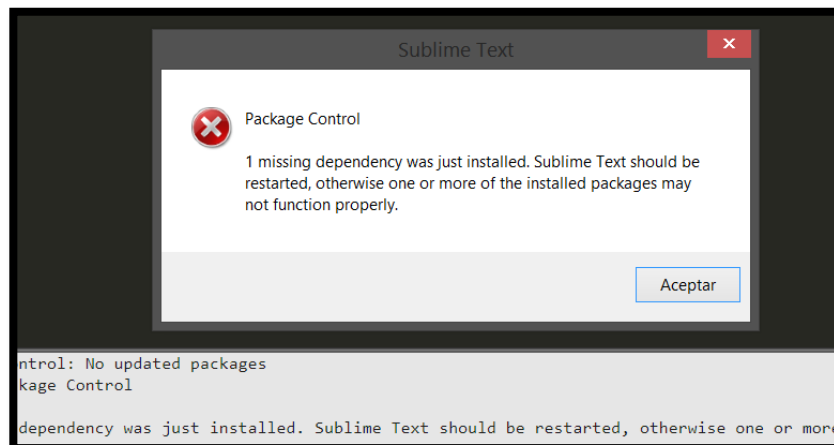 Sublime Text
Package Control
1 missing dependency was just installed. Sublime Text should be
restarted, otherwise one or more of the installed packages may
not function properly.
Aceptar
ntrol: No updated packages
kage Control
dependency was just installed. Sublime Text should be restarted, otherwise one or more